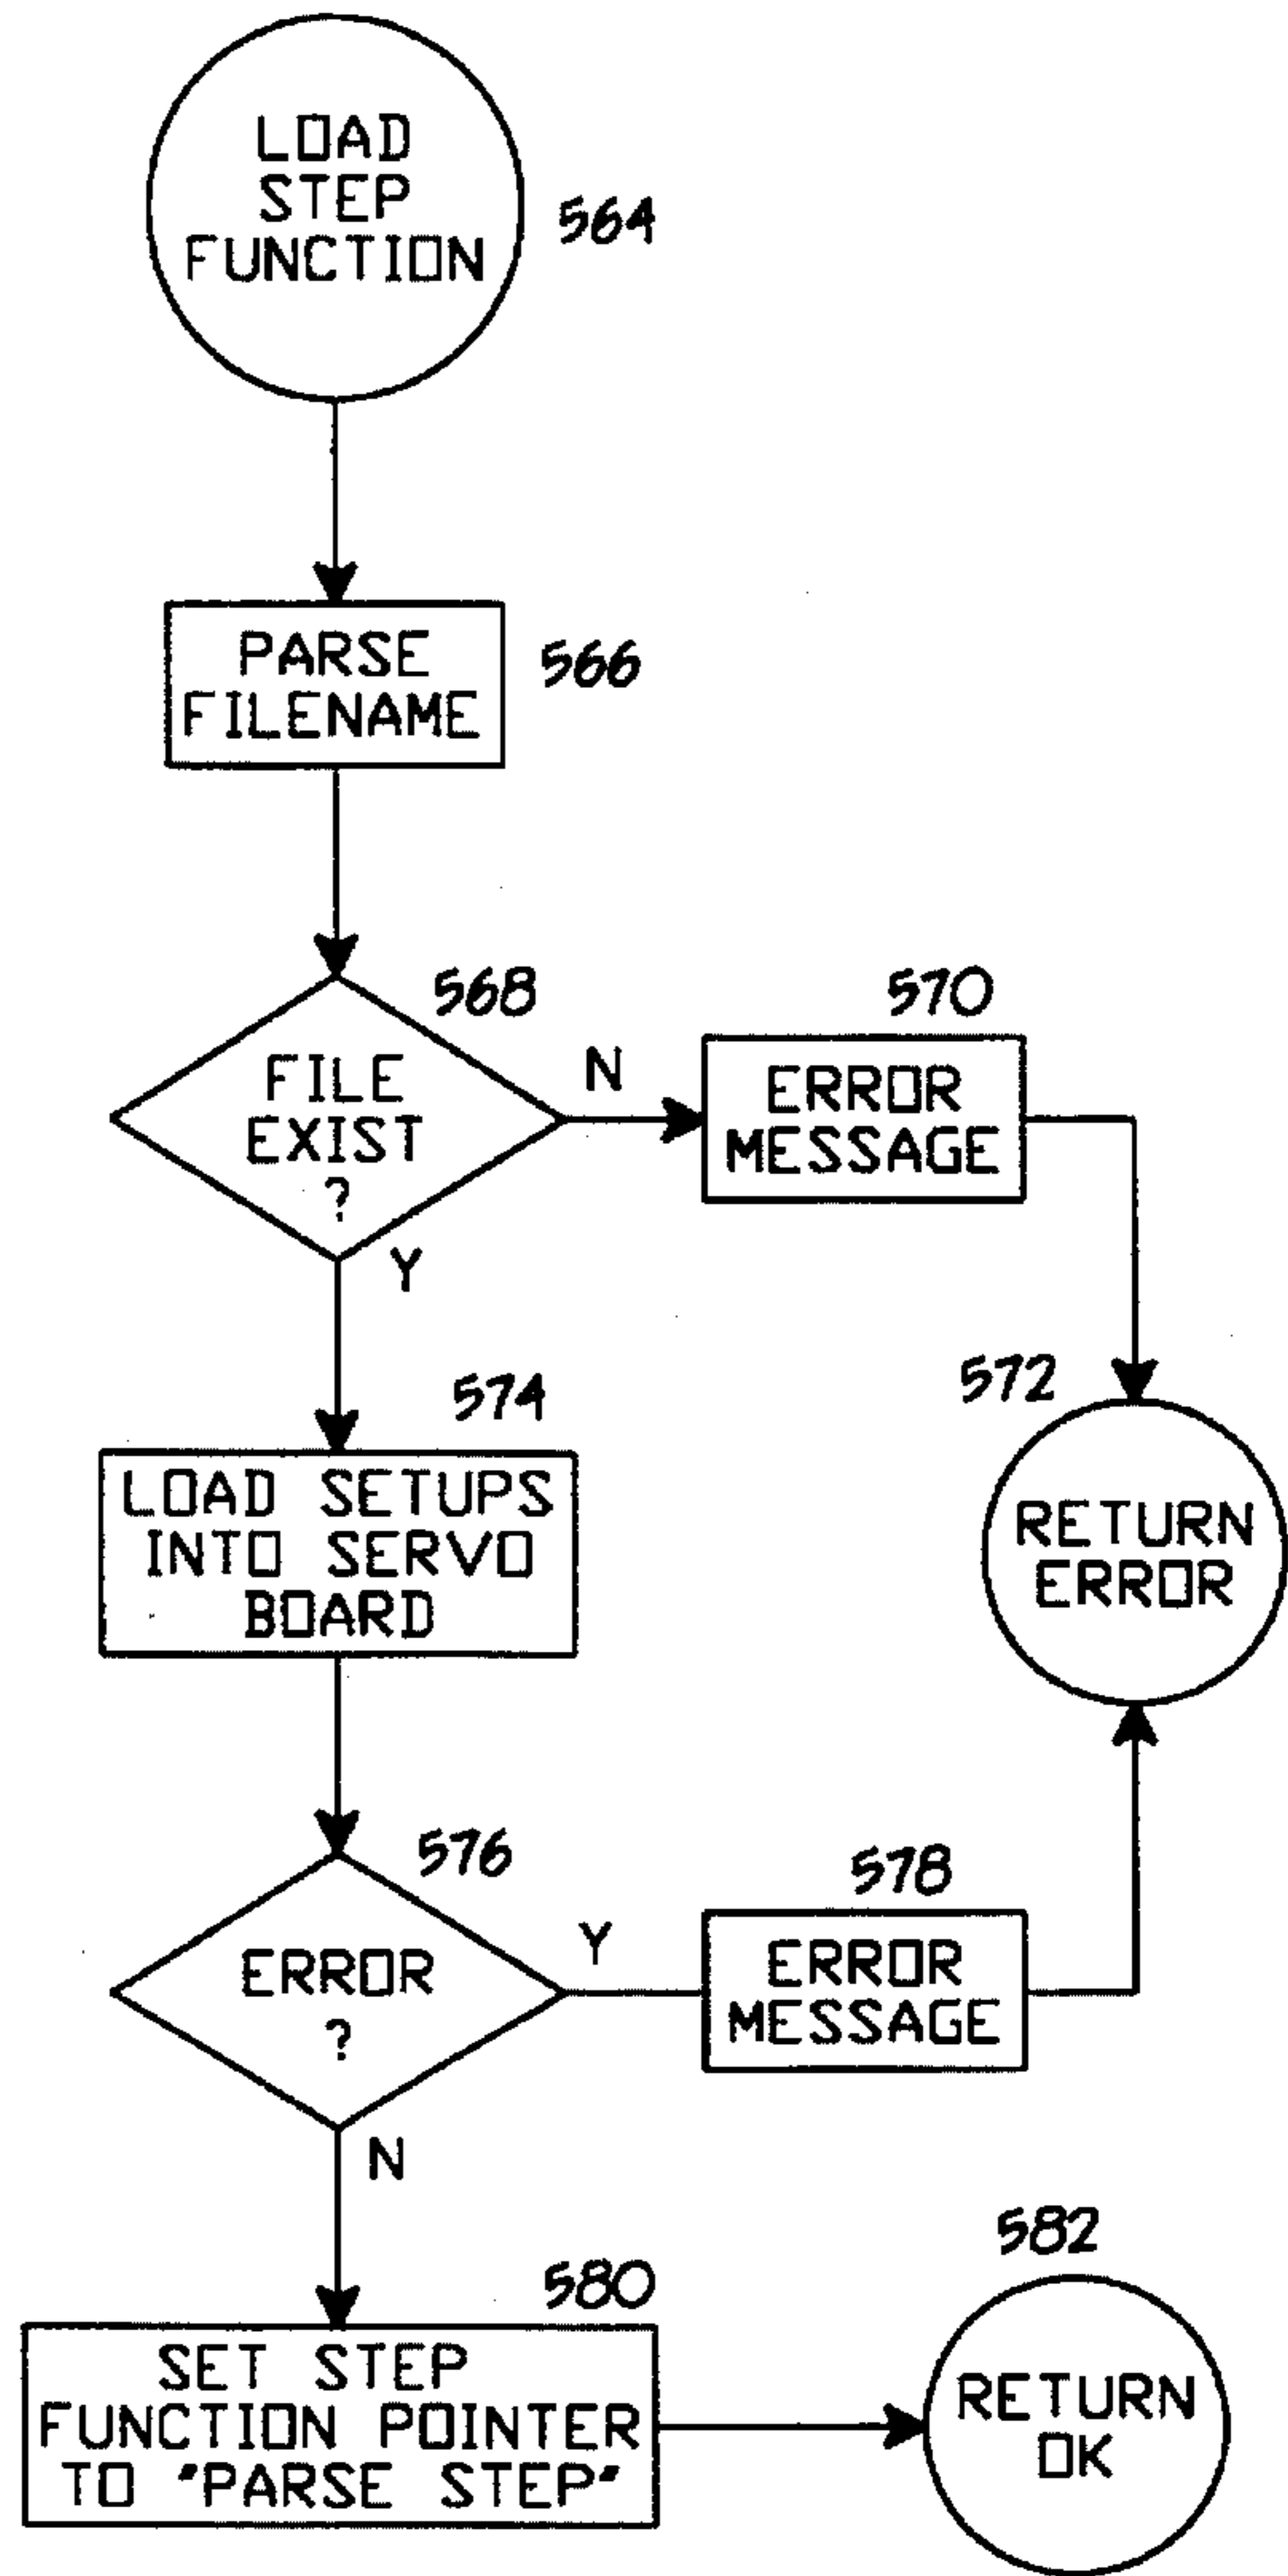 LOAD
STEP
FUNCTION
564
PARSE
FILENAME
566
568
FILE
EXIST
?
N
Y
570
ERROR
MESSAGE
572
RETURN
ERROR
574
LOAD SETUPS
INTO SERVO
BOARD
576
ERROR
?
Y
N
578
ERROR
MESSAGE
580
SET STEP
FUNCTION POINTER
TO "PARSE STEP"
582
RETURN
OK